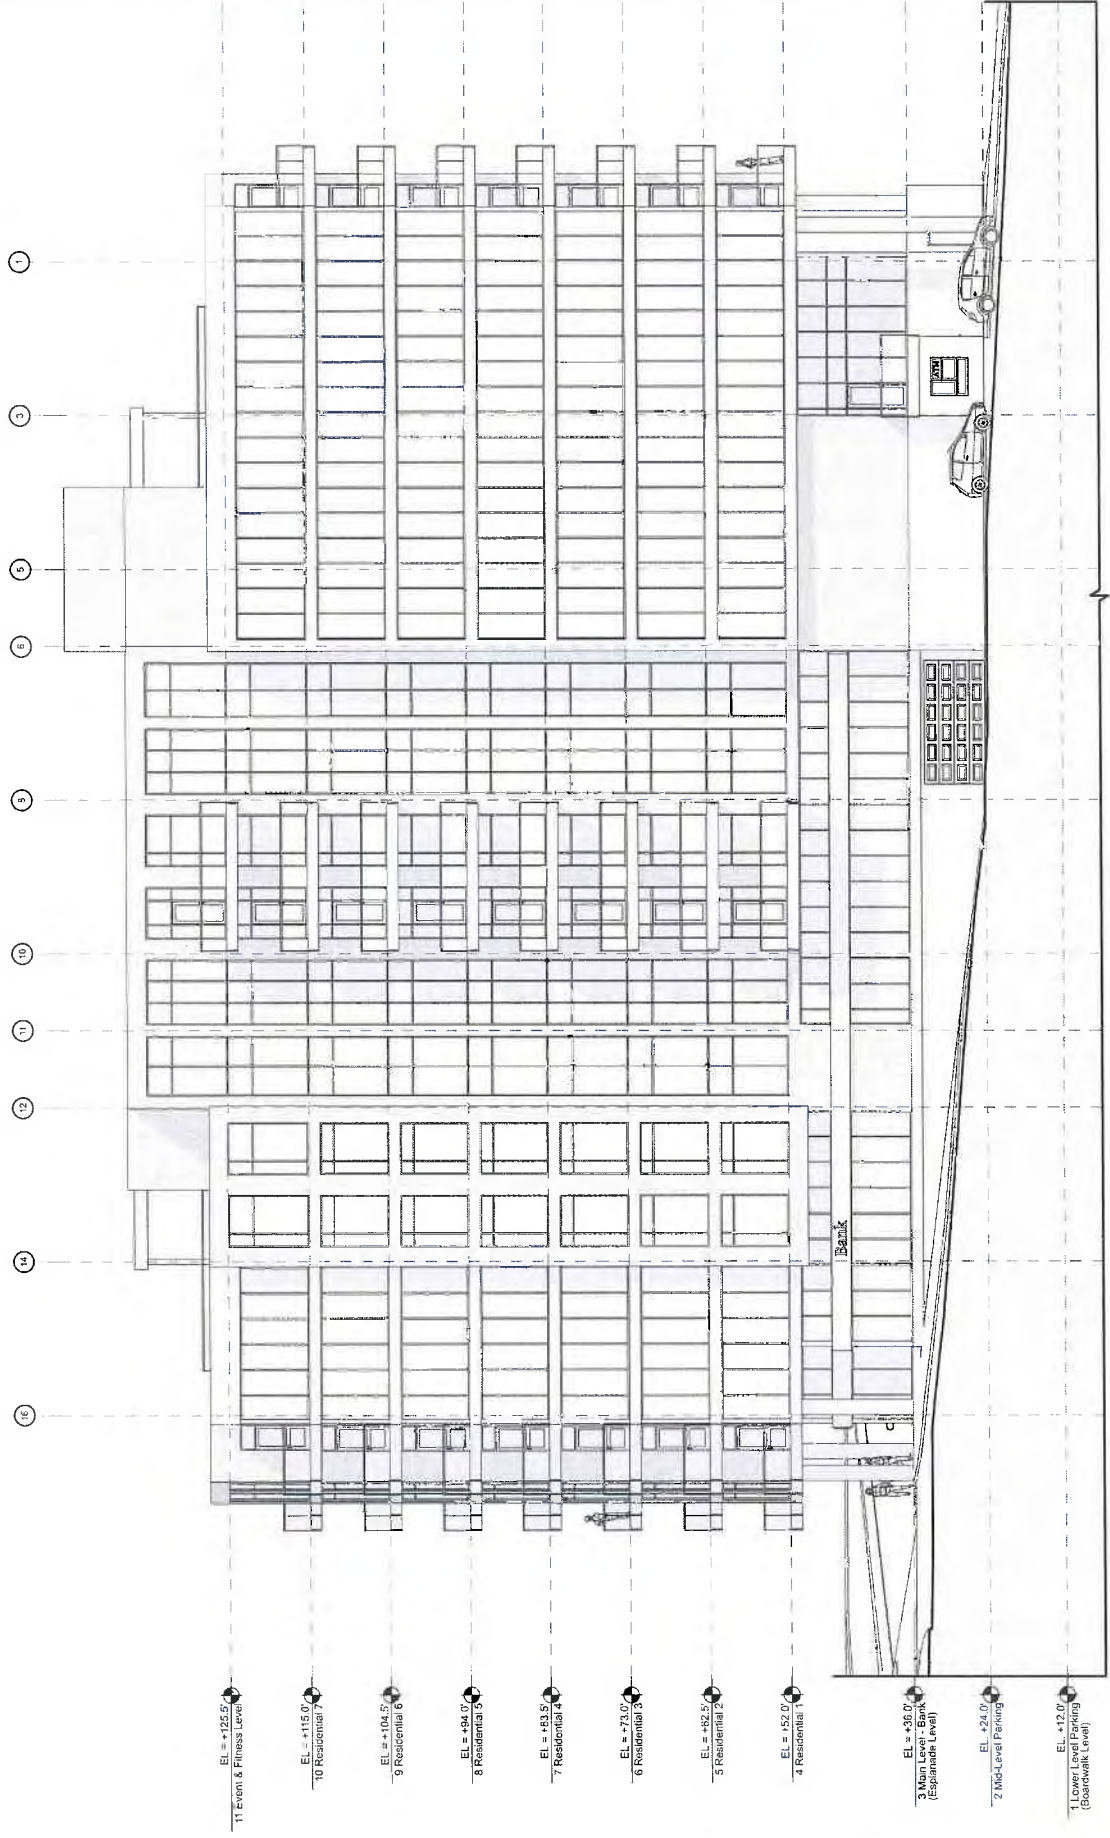 1
3
5
6
8
10
11
12
14
16
ATM
Bank
EL = +125.5'
11 Event & Fitness Level
EL = +115.0'
10 Residential 7
EL = +104.5'
9 Residential 6
EL = +94.0'
8 Residential 5
EL = +83.5'
7 Residential 4
EL = +73.0'
6 Residential 3
EL = +62.5'
5 Residential 2
EL = +52.0'
4 Residential 1
EL = +36.0'
3 Main Level - Bank
(Esplanade Level)
EL. +24.0'
2 Mid-Level Parking
EL. +12.0'
1 Lower Level Parking
(Boardwalk Level)